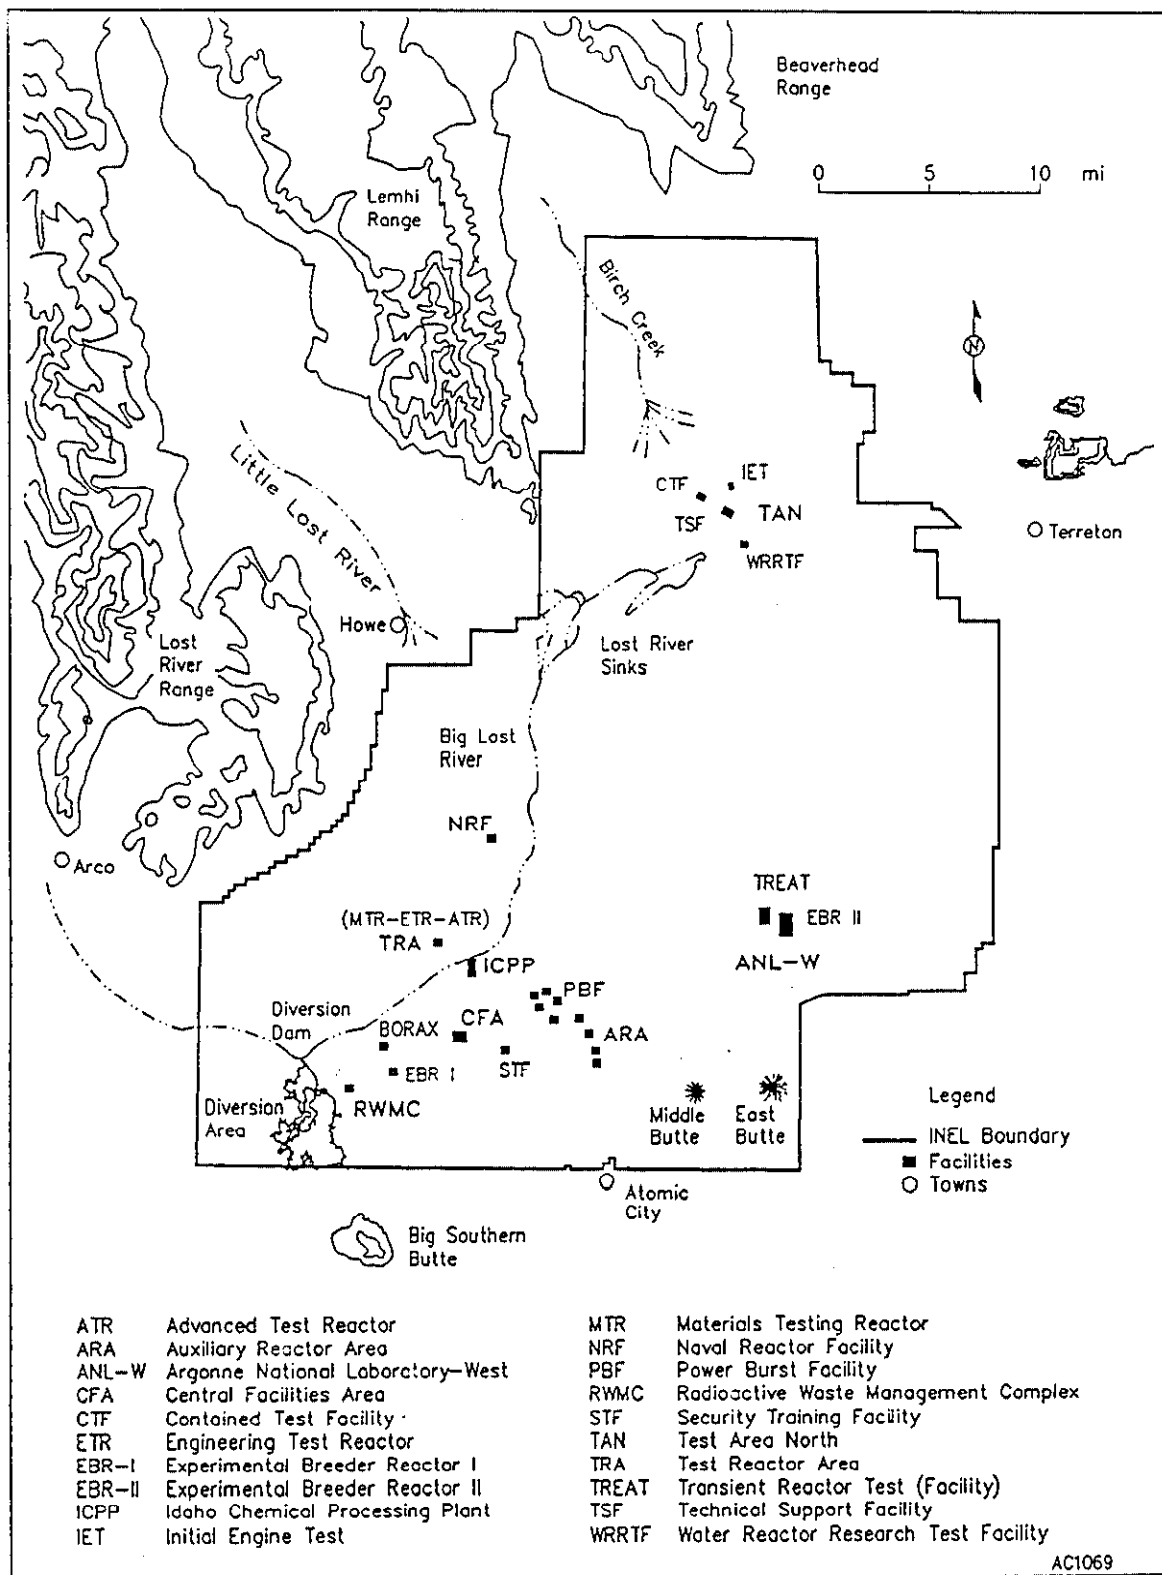 Beaverhead
Range
0 5 10 mi
Lemhi
Range
Birch Creek
N
Little Lost River
IET
CTF
TSF
TAN
WRRTF
Terreton
Howe
Lost
River
Range
Lost River
Sinks
Big Lost
River
NRF
Arco
TREAT
EBR II
ANL-W
(MTR-ETR-ATR)
TRA
ICPP
PBF
Diversion
Dam
BORAX
CFA
ARA
EBR I
STF
RWMC
Diversion
Area
Middle
Butte
East
Butte
Legend
INEL Boundary
Facilities
Towns
Atomic
City
Big Southern
Butte
ATR Advanced Test Reactor
ARA Auxiliary Reactor Area
ANL-W Argonne National Laboratory-West
CFA Central Facilities Area
CTF Contained Test Facility
ETR Engineering Test Reactor
EBR-I Experimental Breeder Reactor I
EBR-II Experimental Breeder Reactor II
ICPP Idaho Chemical Processing Plant
IET Initial Engine Test
MTR Materials Testing Reactor
NRF Naval Reactor Facility
PBF Power Burst Facility
RWMC Radioactive Waste Management Complex
STF Security Training Facility
TAN Test Area North
TRA Test Reactor Area
TREAT Transient Reactor Test (Facility)
TSF Technical Support Facility
WRRTF Water Reactor Research Test Facility
AC1069